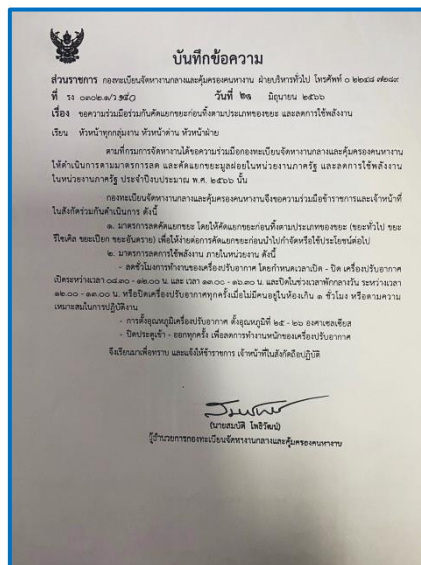 บันทึกข้อความ
ส่วนราชการ กองทะเบียนจัดหางานกลางและคุ้มครองคนหางาน ฝ่ายบริหารทั่วไป โทรศัพท์ ๐ ๒๒๔๘ ๗๒๘๙
ที่ รง ๐๓๐๒.๑/ว วันที่ มิถุนายน ๒๕๖๖
เรื่อง ขอความร่วมมือร่วมกันคัดแยกขยะก่อนทิ้งตามประเภทของขยะ และลดการใช้พลังงาน
เรียน หัวหน้าทุกกลุ่มงาน หัวหน้าด่าน หัวหน้าฝ่าย
ตามที่กรมการจัดหางานได้ขอความร่วมมือกองทะเบียนจัดหางานกลางและคุ้มครองคนหางาน
ให้ดำเนินการตามมาตรการลด และคัดแยกขยะมูลฝอยในหน่วยงานภาครัฐ และลดการใช้พลังงาน
ในหน่วยงานภาครัฐ ประจำปีงบประมาณ พ.ศ. ๒๕๖๖ นั้น
กองทะเบียนจัดหางานกลางและคุ้มครองคนหางานจึงขอความร่วมมือข้าราชการและเจ้าหน้าที่
ในสังกัดร่วมกันดำเนินการ ดังนี้
๑. มาตรการลดคัดแยกขยะ โดยให้คัดแยกขยะก่อนทิ้งตามประเภทของขยะ (ขยะทั่วไป ขยะ
รีไซเคิล ขยะเปียก ขยะอันตราย) เพื่อให้ง่ายต่อการคัดแยกขยะก่อนนำไปกำจัดหรือใช้ประโยชน์ต่อไป
๒. มาตรการลดการใช้พลังงาน ภายในหน่วยงาน ดังนี้
- ลดชั่วโมงการทำงานของเครื่องปรับอากาศ โดยกำหนดเวลาเปิด - ปิด เครื่องปรับอากาศ
เปิดระหว่างเวลา ๐๘.๓๐ - ๑๒.๐๐ น. และ เวลา ๑๓.๐๐ - ๑๖.๓๐ น. และปิดในช่วงเวลาพักกลางวัน ระหว่างเวลา
๑๒.๐๐ - ๑๓.๐๐ น. หรือปิดเครื่องปรับอากาศทุกครั้งเมื่อไม่มีคนอยู่ในห้องเกิน ๑ ชั่วโมง หรือตามความ
เหมาะสมในการปฏิบัติงาน
- การตั้งอุณหภูมิเครื่องปรับอากาศ ตั้งอุณหภูมิที่ ๒๕ - ๒๖ องศาเซลเซียส
- ปิดประตูเข้า - ออกทุกครั้ง เพื่อลดการทำงานหนักของเครื่องปรับอากาศ
จึงเรียนมาเพื่อทราบ และแจ้งให้ข้าราชการ เจ้าหน้าที่ในสังกัดถือปฏิบัติ
(นายสมบัติ โพธิวัฒน์)
ผู้อำนวยการกองทะเบียนจัดหางานกลางและคุ้มครองคนหางาน